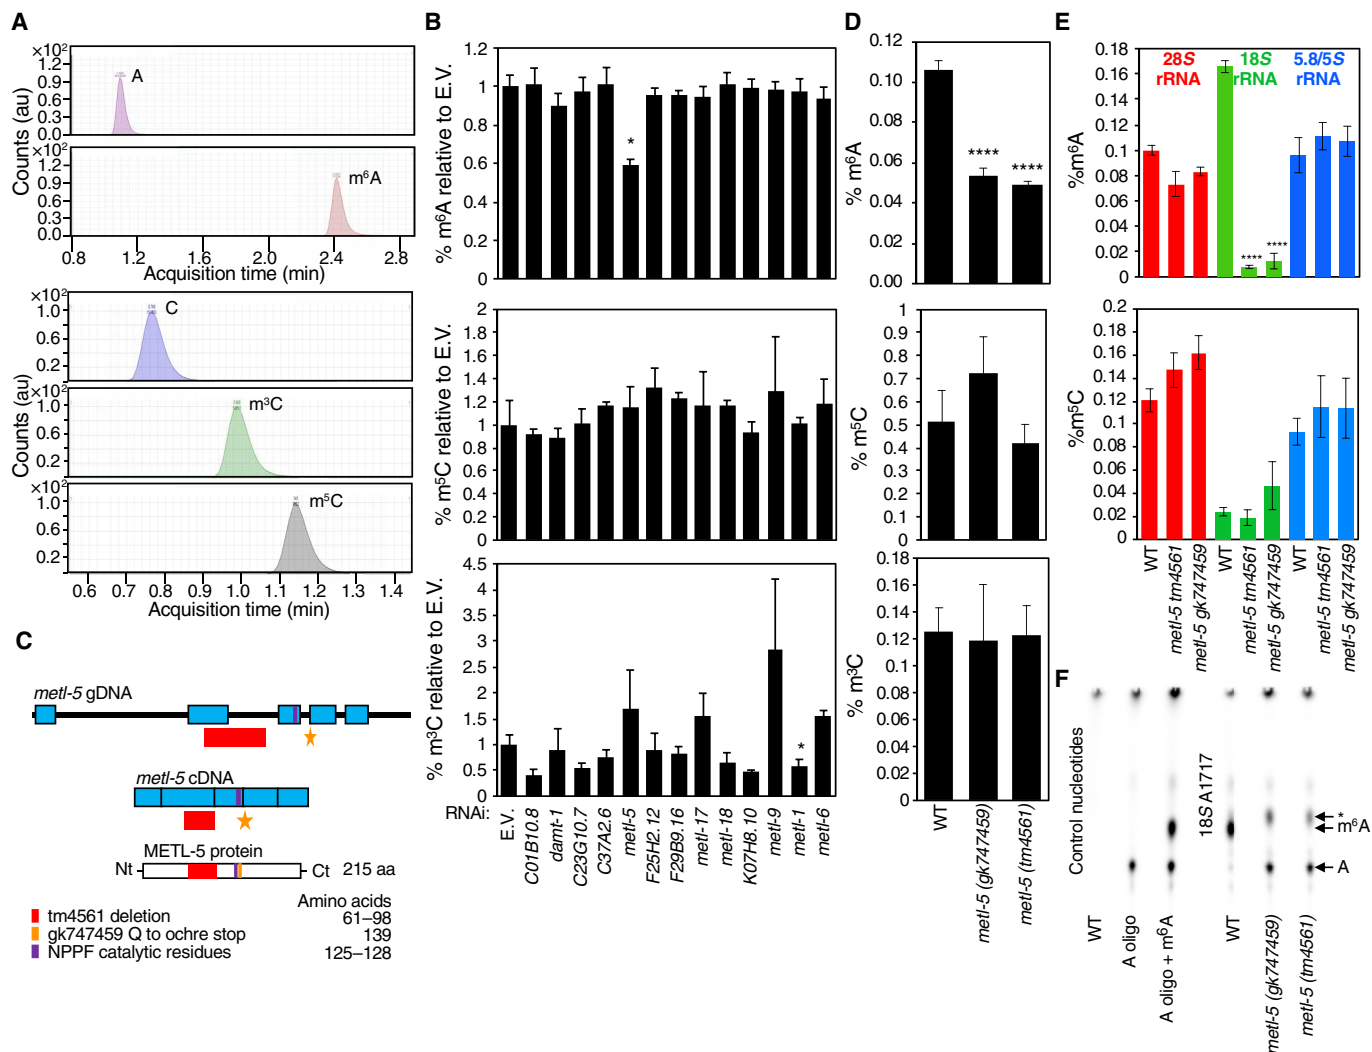 A
×10²
1.2
0.9
0.6
0.3
0.0
A
×10²
1.2
0.9
0.6
0.3
0.0
m⁶A
Counts (au)
0.8 1.2 1.6 2.0 2.4 2.8
Acquisition time (min)
×10²
1.0
0.6
0.2
C
×10²
1.0
0.6
0.2
m³C
×10²
1.0
0.6
0.2
m⁵C
Counts (au)
0.6 0.7 0.8 0.9 1.0 1.1 1.2 1.3 1.4
Acquisition time (min)
B
% m⁶A relative to E.V.
1.2
1
0.8
0.6
0.4
0.2
0
*
% m⁵C relative to E.V.
2
1.8
1.6
1.4
1.2
1
0.8
0.6
0.4
0.2
0
% m³C relative to E.V.
4.5
4
3.5
3
2.5
2
1.5
1
0.5
0
*
RNAi:
E.V.
C01B10.8
damt-1
C23G10.7
C37A2.6
metl-5
F25H2.12
F29B9.16
metl-17
metl-18
K07H8.10
metl-9
metl-1
metl-6
C
metl-5 gDNA
metl-5 cDNA
METL-5 protein
Nt
Ct 215 aa
Amino acids
tm4561 deletion 61–98
gk747459 Q to ochre stop 139
NPPF catalytic residues 125–128
D
% m⁶A
0.12
0.10
0.08
0.06
0.04
0.02
0.00
****
****
% m⁵C
1
0.9
0.8
0.7
0.6
0.5
0.4
0.3
0.2
0.1
0
% m³C
0.18
0.16
0.14
0.12
0.1
0.08
0.06
0.04
0.02
0
WT
metl-5 (gk747459)
metl-5 (tm4561)
E
28S rRNA
18S rRNA
5.8/5S rRNA
%m⁶A
0.18
0.16
0.14
0.12
0.1
0.08
0.06
0.04
0.02
0
****
****
%m⁵C
0.2
0.16
0.14
0.12
0.08
0.06
0.04
0.02
0
WT
metl-5 tm4561
metl-5 gk747459
WT
metl-5 tm4561
metl-5 gk747459
WT
metl-5 tm4561
metl-5 gk747459
F
Control nucleotides
18S A1717
*
m⁶A
A
WT
A oligo
A oligo + m⁶A
WT
metl-5 (gk747459)
metl-5 (tm4561)